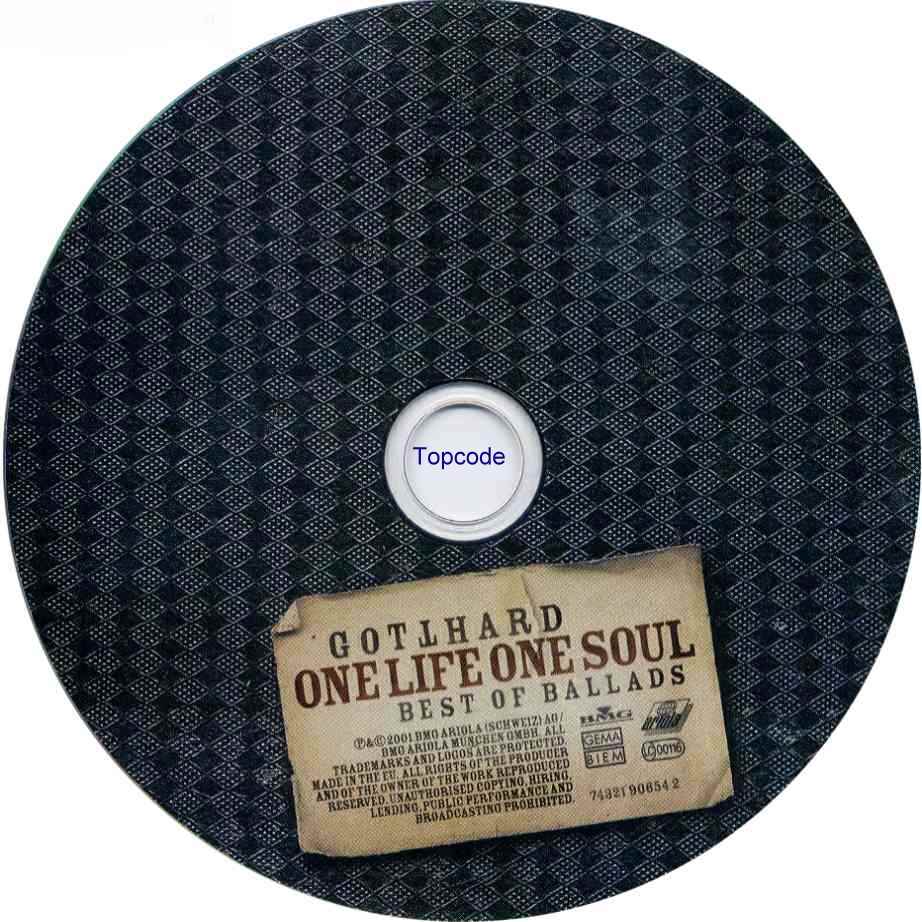 Topcode
GOTTHARD
ONE LIFE ONE SOUL
BEST OF BALLADS
℗&© 2001 BMG ARIOLA (SCHWEIZ) AG/
BMG ARIOLA MÜNCHEN GMBH. ALL
TRADEMARKS AND LOGOS ARE PROTECTED.
MADE IN THE EU. ALL RIGHTS OF THE PRODUCER
AND OF THE OWNER OF THE WORK REPRODUCED
RESERVED. UNAUTHORISED COPYING, HIRING,
LENDING, PUBLIC PERFORMANCE AND
BROADCASTING PROHIBITED.
BMG
ariola
GEMA
BIEM
LC 00116
74321 90654 2